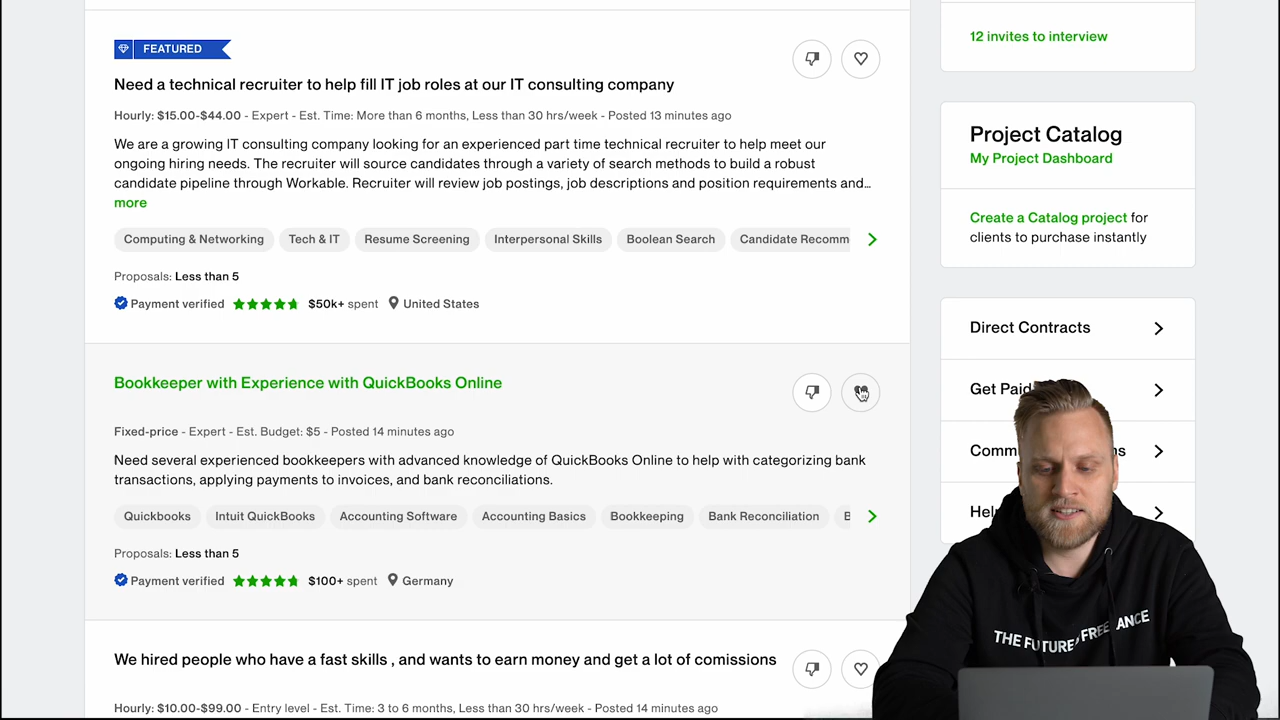 12 invites to interview
FEATURED
Need a technical recruiter to help fill IT job roles at our IT consulting company
Hourly: $15.00-$44.00 - Expert - Est. Time: More than 6 months, Less than 30 hrs/week - Posted 13 minutes ago
We are a growing IT consulting company looking for an experienced part time technical recruiter to help meet our
ongoing hiring needs. The recruiter will source candidates through a variety of search methods to build a robust
candidate pipeline through Workable. Recruiter will review job postings, job descriptions and position requirements and…
more
Computing & Networking Tech & IT Resume Screening Interpersonal Skills Boolean Search Candidate Recomm
Proposals: Less than 5
Payment verified $50k+ spent United States
Project Catalog
My Project Dashboard
Create a Catalog project for
clients to purchase instantly
Direct Contracts
Get Paid
Comm s
Help
Bookkeeper with Experience with QuickBooks Online
Fixed-price - Expert - Est. Budget: $5 - Posted 14 minutes ago
Need several experienced bookkeepers with advanced knowledge of QuickBooks Online to help with categorizing bank
transactions, applying payments to invoices, and bank reconciliations.
Quickbooks Intuit QuickBooks Accounting Software Accounting Basics Bookkeeping Bank Reconciliation B
Proposals: Less than 5
Payment verified $100+ spent Germany
We hired people who have a fast skills , and wants to earn money and get a lot of comissions
Hourly: $10.00-$99.00 - Entry level - Est. Time: 3 to 6 months, Less than 30 hrs/week - Posted 14 minutes ago
THE FUTURE FREELANCE